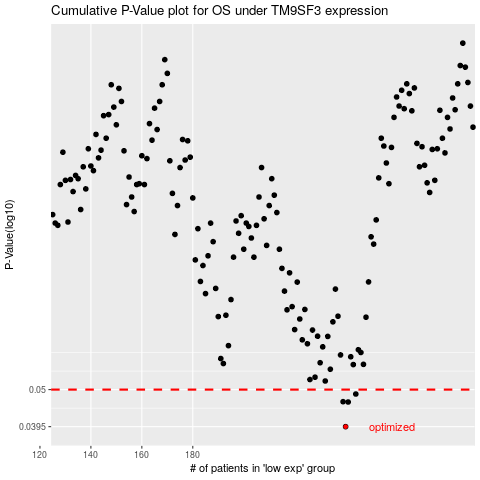 Cumulative P-Value plot for OS under TM9SF3 expression
P-Value(log10)
0.05
0.0395
optimized
120 140 160 180
# of patients in 'low exp' group